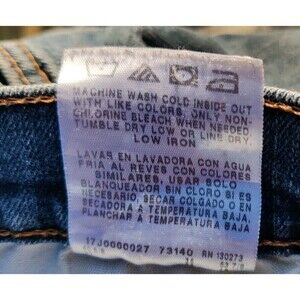 MACHINE WASH COLD INSIDE OUT
WITH LIKE COLORS, ONLY NON-
CHLORINE BLEACH WHEN NEEDED
TUMBLE DRY LOW OR LINE DRY
LOW IRON
LAVAR EN LAVADORA CON AGUA
FRIA AL REVES CON COLORES
SIMILARES, USAR SOLO
BLANQUEADOR SIN CLORO SI ES
NECESARIO, SECAR COLGADO O EN
SECADORA A TEMPERATURA BAJA,
PLANCHAR A TEMPERATURA BAJA
17J0000027 73140 RN 130273